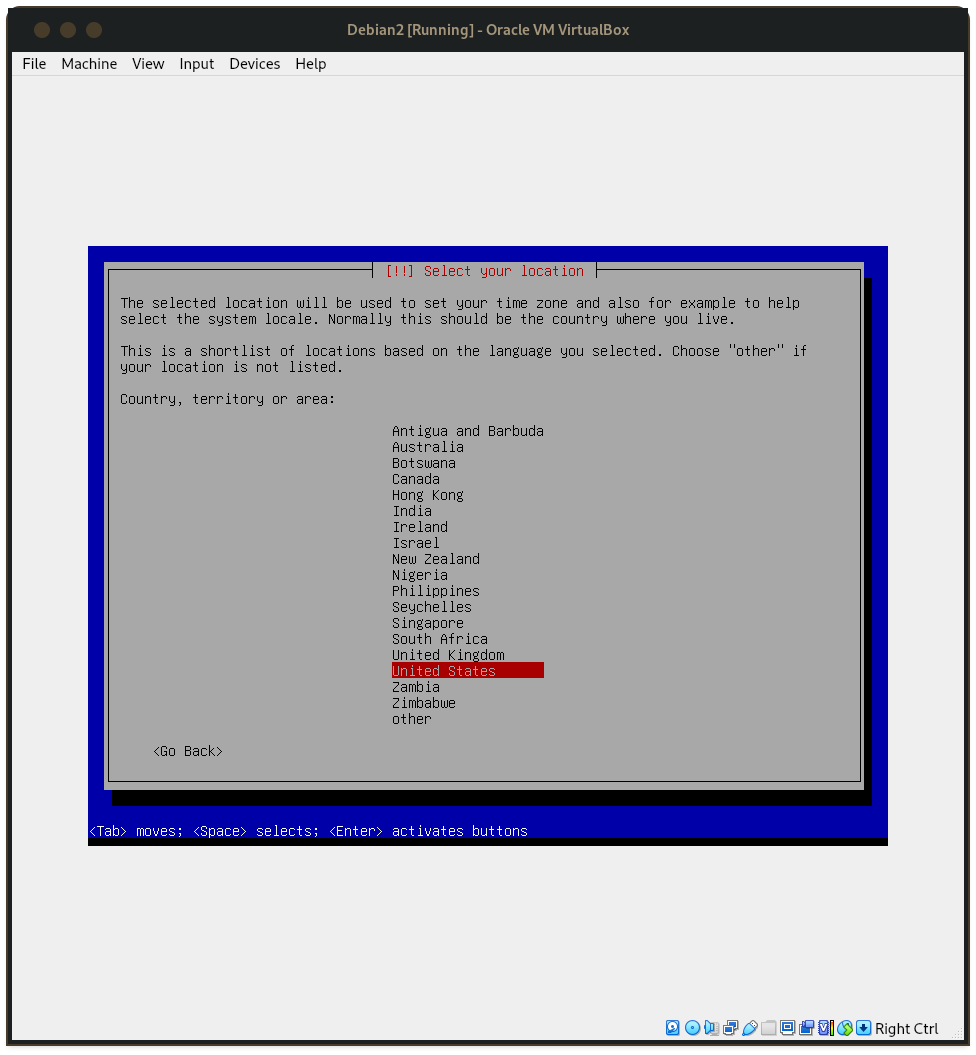 Debian2 [Running] - Oracle VM VirtualBox
File Machine View Input Devices Help
[!!] Select your location
The selected location will be used to set your time zone and also for example to help
select the system locale. Normally this should be the country where you live.
This is a shortlist of locations based on the language you selected. Choose "other" if
your location is not listed.
Country, territory or area:
Antigua and Barbuda
Australia
Botswana
Canada
Hong Kong
India
Ireland
Israel
New Zealand
Nigeria
Philippines
Seychelles
Singapore
South Africa
United Kingdom
United States
Zambia
Zimbabwe
other
<Go Back>
<Tab> moves; <Space> selects; <Enter> activates buttons
Right Ctrl